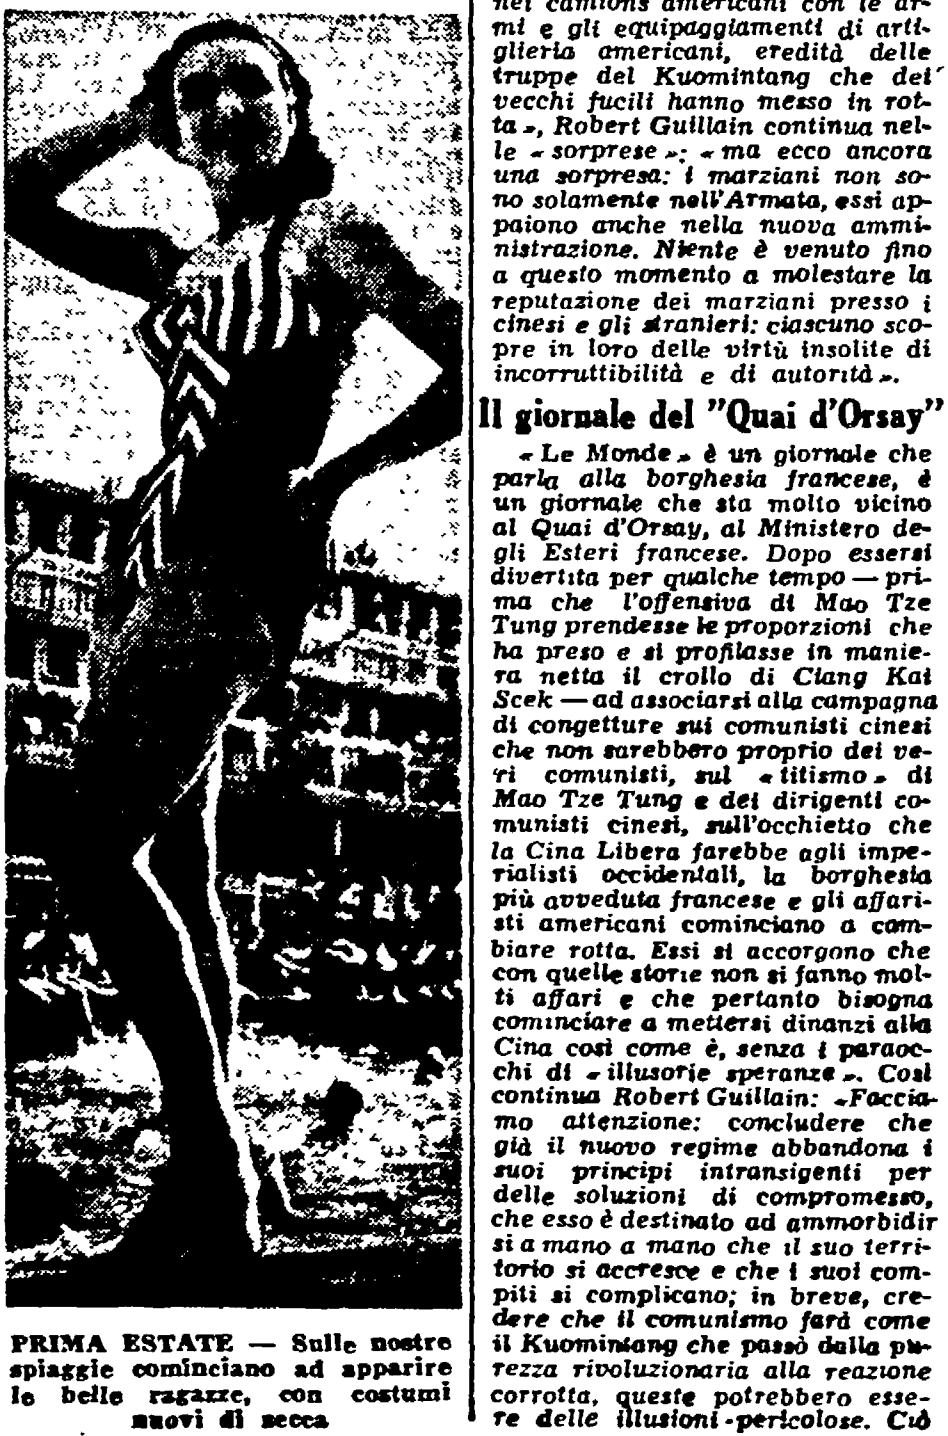 PRIMA ESTATE — Sulle nostre
spiaggie cominciano ad apparire
le belle ragazze, con costumi
nuovi di zecca
nei camions americani con le ar-
mi e gli equipaggiamenti di arti-
glieria americani, eredità delle
truppe del Kuomintang che dei
vecchi fucili hanno messo in rot-
ta », Robert Guillain continua nel-
le « sorprese »: « ma ecco ancora
una sorpresa: i marziani non so-
no solamente nell'Armata, essi ap-
paiono anche nella nuova ammi-
nistrazione. Niente è venuto fino
a questo momento a molestare la
reputazione dei marziani presso i
cinesi e gli stranieri: ciascuno sco-
pre in loro delle virtù insolite di
incorruttibilità e di autorità ».
Il giornale del "Quai d'Orsay"
« Le Monde » è un giornale che
parla alla borghesia francese, è
un giornale che sta molto vicino
al Quai d'Orsay, al Ministero de-
gli Esteri francese. Dopo essersi
divertita per qualche tempo — pri-
ma che l'offensiva di Mao Tze
Tung prendesse le proporzioni che
ha preso e si profilasse in manie-
ra netta il crollo di Ciang Kai
Scek — ad associarsi alla campagna
di congetture sui comunisti cinesi
che non sarebbero proprio dei ve-
ri comunisti, sul « titismo » di
Mao Tze Tung e dei dirigenti co-
munisti cinesi, sull'occhietto che
la Cina Libera farebbe agli impe-
rialisti occidentali, la borghesia
più avveduta francese e gli affari-
sti americani cominciano a cam-
biare rotta. Essi si accorgono che
con quelle storie non si fanno mol-
ti affari e che pertanto bisogna
cominciare a mettersi dinanzi alla
Cina così come è, senza i paraoc-
chi di « illusorie speranze ». Così
continua Robert Guillain: «Faccia-
mo attenzione: concludere che
già il nuovo regime abbandona i
suoi principi intransigenti per
delle soluzioni di compromesso,
che esso è destinato ad ammorbidir
si a mano a mano che il suo terri-
torio si accresce e che i suoi com-
piti si complicano; in breve, cre-
dere che il comunismo farà come
il Kuomintang che passò dalla pu-
rezza rivoluzionaria alla reazione
corrotta, queste potrebbero esse-
re delle illusioni pericolose. Ciò